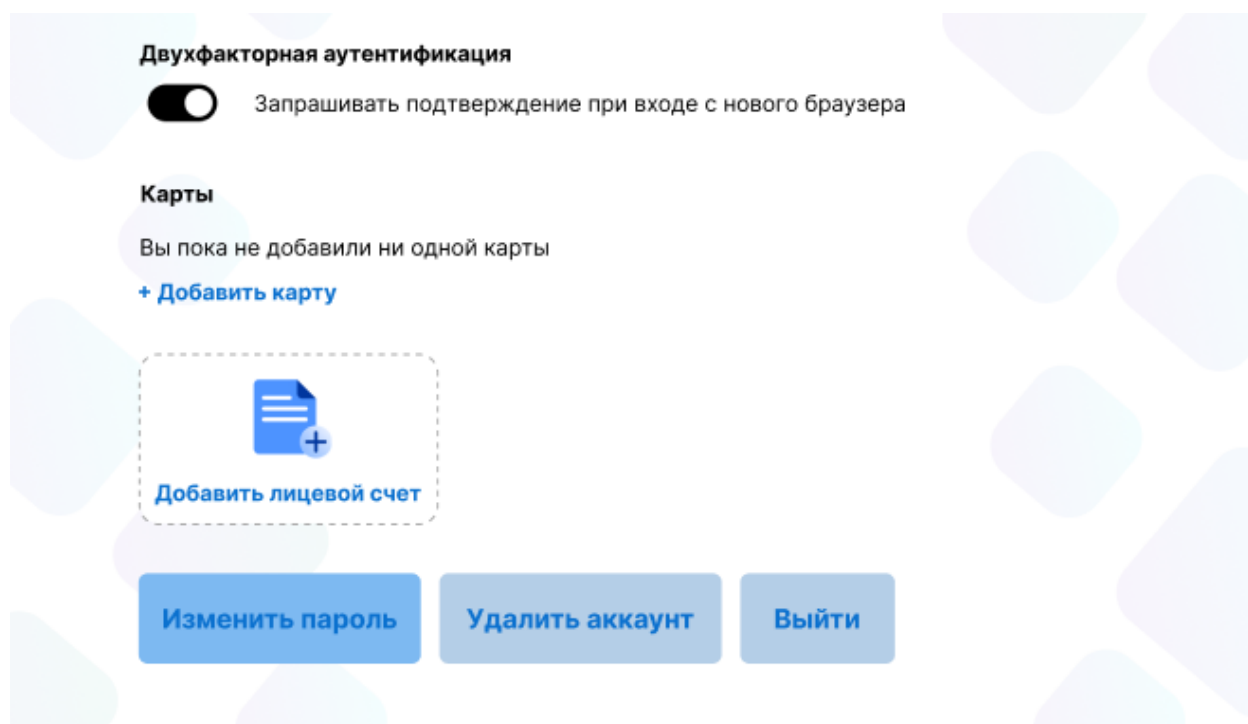 Двухфакторная аутентификация
Запрашивать подтверждение при входе с нового браузера
Карты
Вы пока не добавили ни одной карты
+ Добавить карту
Добавить лицевой счет
Изменить пароль
Удалить аккаунт
Выйти